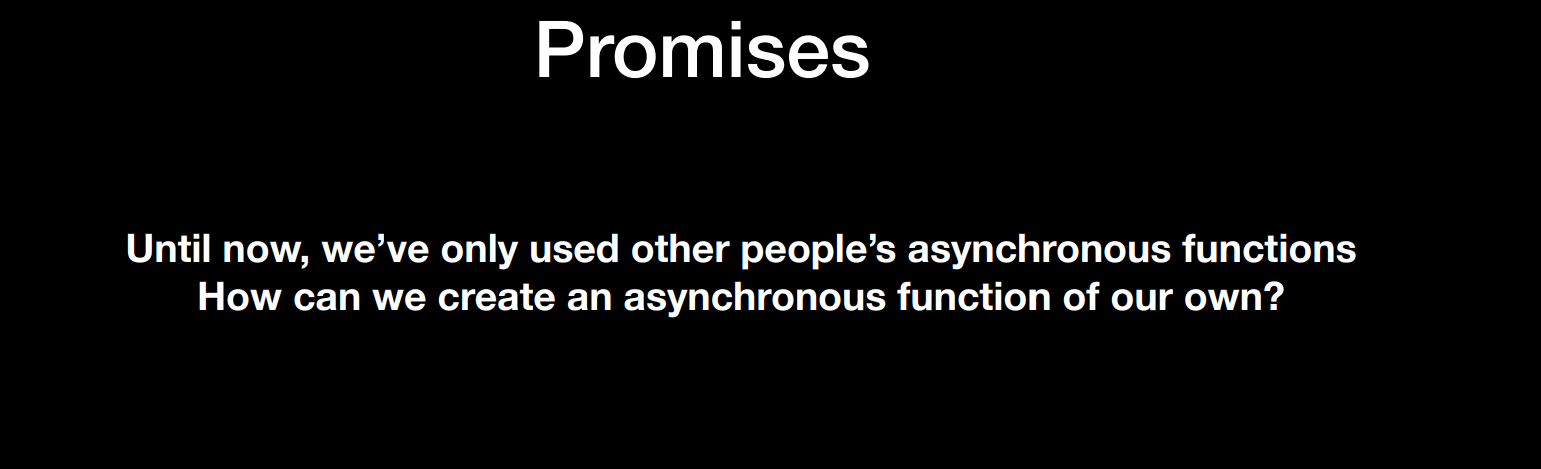 Promises
Until now, we’ve only used other people’s asynchronous functions
How can we create an asynchronous function of our own?